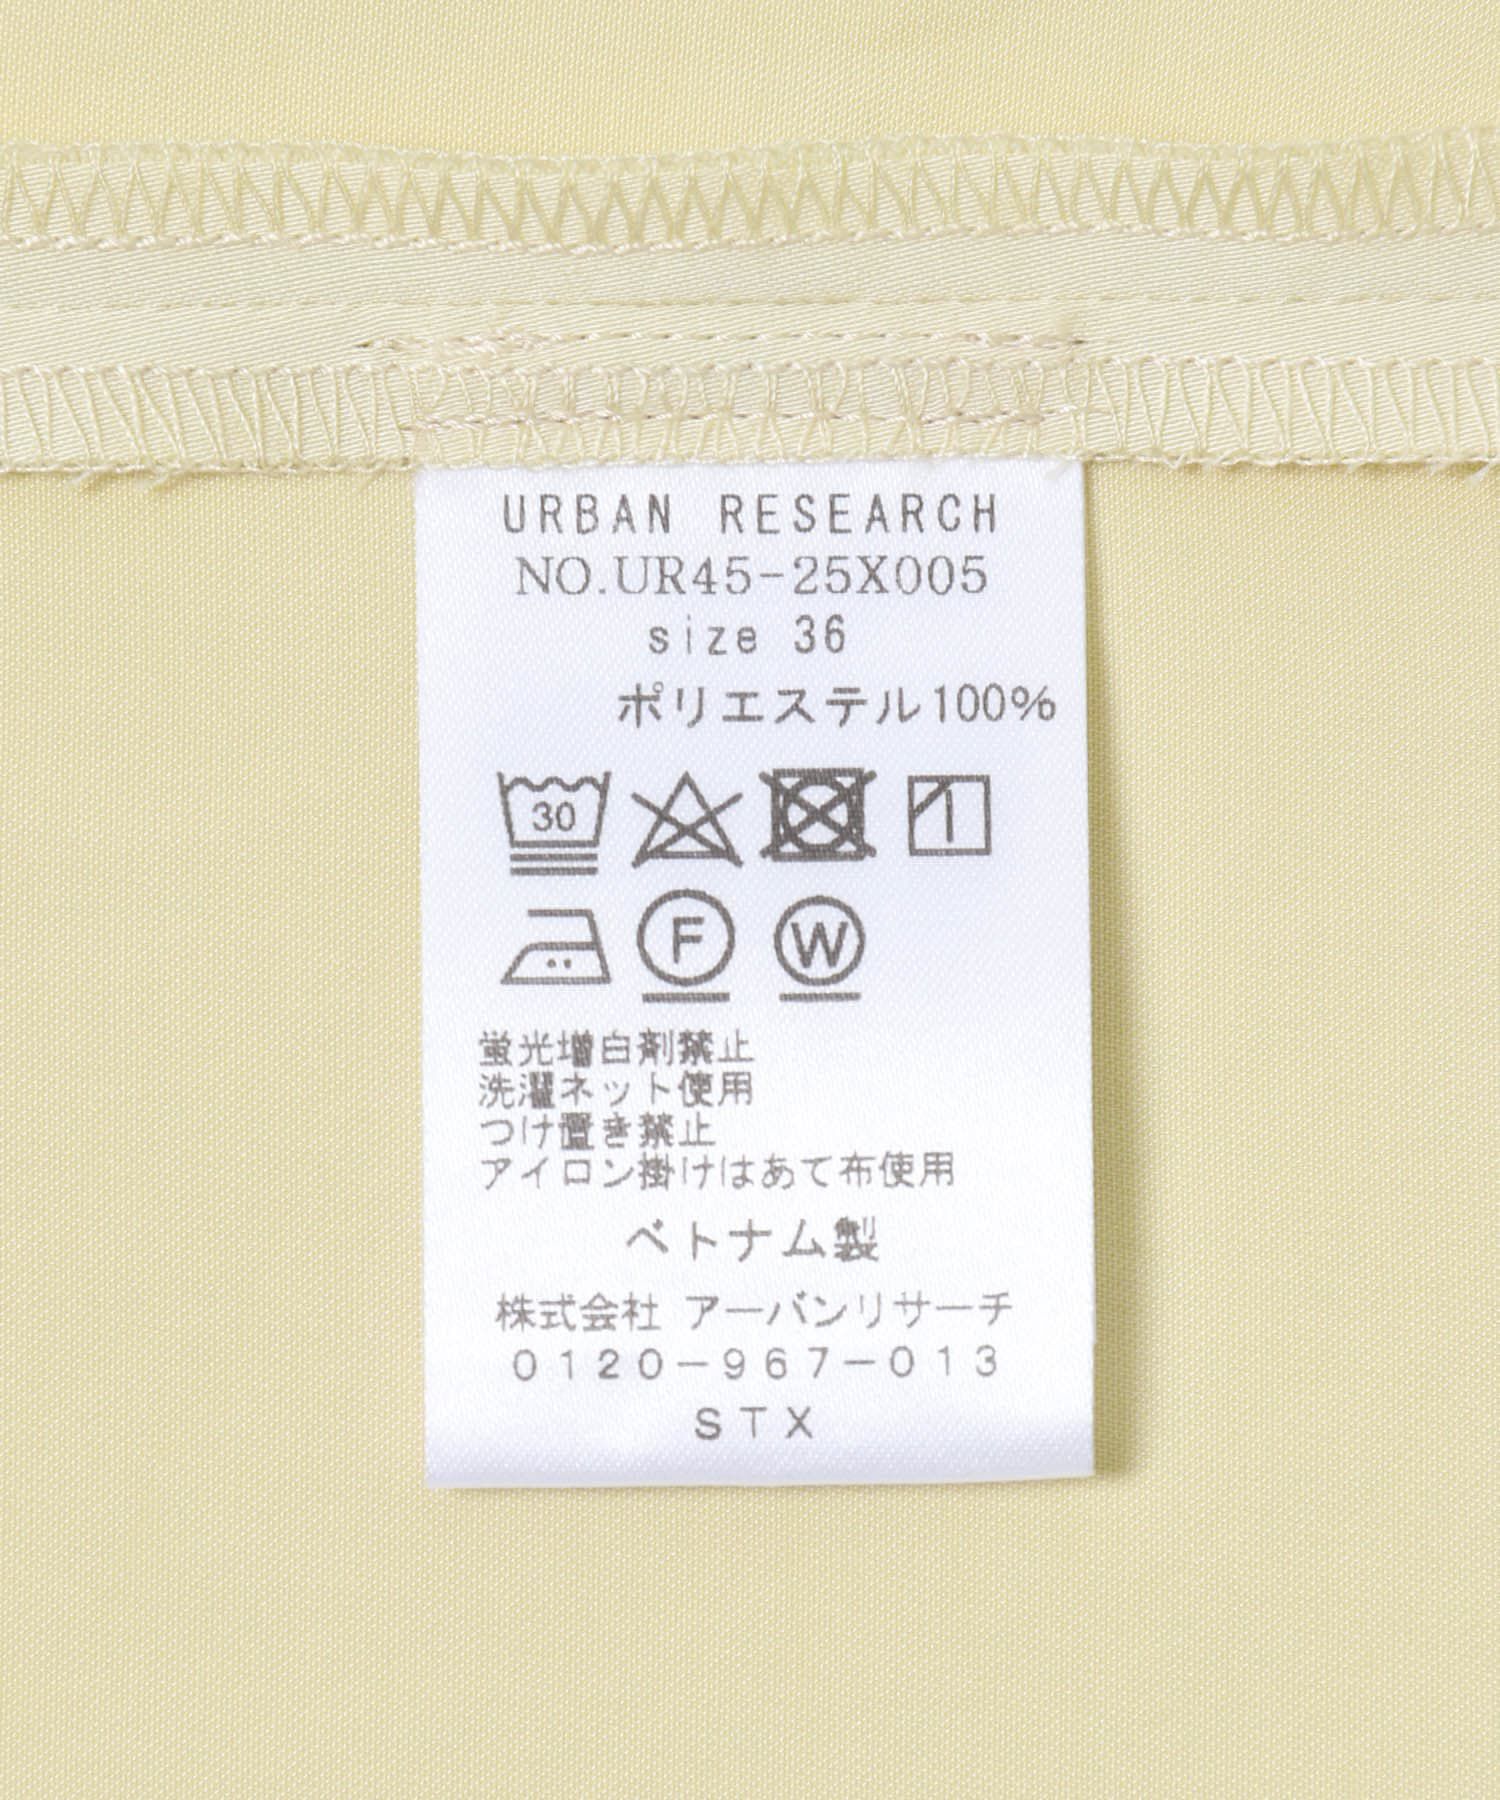 URBAN RESEARCH
NO.UR45-25X005
size 36
ポリエステル100%
30
F W
蛍光増白剤禁止
洗濯ネット使用
つけ置き禁止
アイロン掛けはあて布使用
ベトナム製
株式会社 アーバンリサーチ
0120-967-013
STX